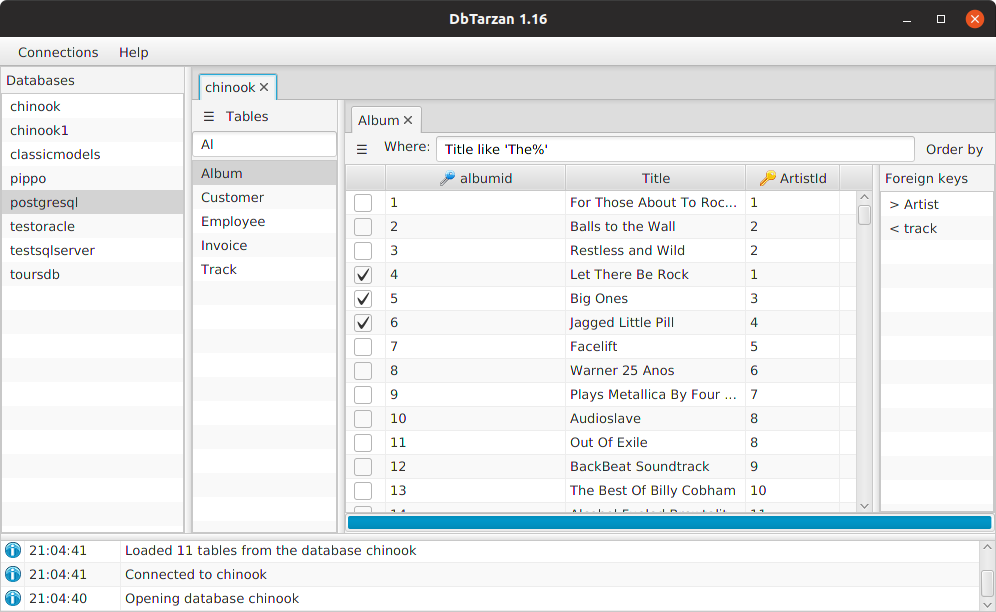 DbTarzan 1.16
Connections Help
Databases
chinook
chinook1
classicmodels
pippo
postgresql
testoracle
testsqlserver
toursdb
chinook
Tables
Al
Album
Customer
Employee
Invoice
Track
Album
Where: Title like 'The%' Order by
albumid Title ArtistId
1 For Those About To Roc... 1
2 Balls to the Wall 2
3 Restless and Wild 2
4 Let There Be Rock 1
5 Big Ones 3
6 Jagged Little Pill 4
7 Facelift 5
8 Warner 25 Anos 6
9 Plays Metallica By Four ... 7
10 Audioslave 8
11 Out Of Exile 8
12 BackBeat Soundtrack 9
13 The Best Of Billy Cobham 10
Foreign keys
> Artist
< track
21:04:41 Loaded 11 tables from the database chinook
21:04:41 Connected to chinook
21:04:40 Opening database chinook